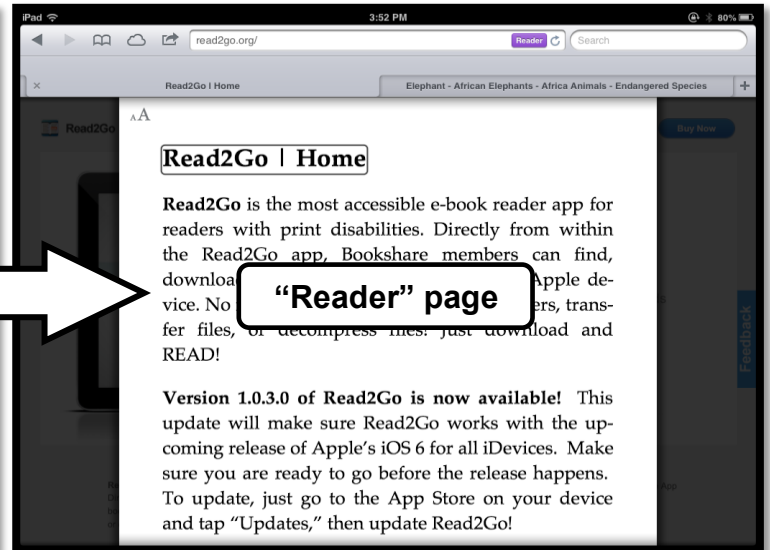 iPad 3:52 PM 80%
read2go.org/ Reader Search
× Read2Go | Home Elephant - African Elephants - Africa Animals - Endangered Species +
Read2Go Buy Now
AA
Read2Go | Home
Read2Go is the most accessible e-book reader app for
readers with print disabilities. Directly from within
the Read2Go app, Bookshare members can find,
downloa Apple de-
vice. No ers, trans-
“Reader” page
fer files, or decompress files! Just download and
READ!
Feedback
Version 1.0.3.0 of Read2Go is now available! This
update will make sure Read2Go works with the up-
coming release of Apple’s iOS 6 for all iDevices. Make
sure you are ready to go before the release happens.
To update, just go to the App Store on your device
and tap “Updates,” then update Read2Go!
App